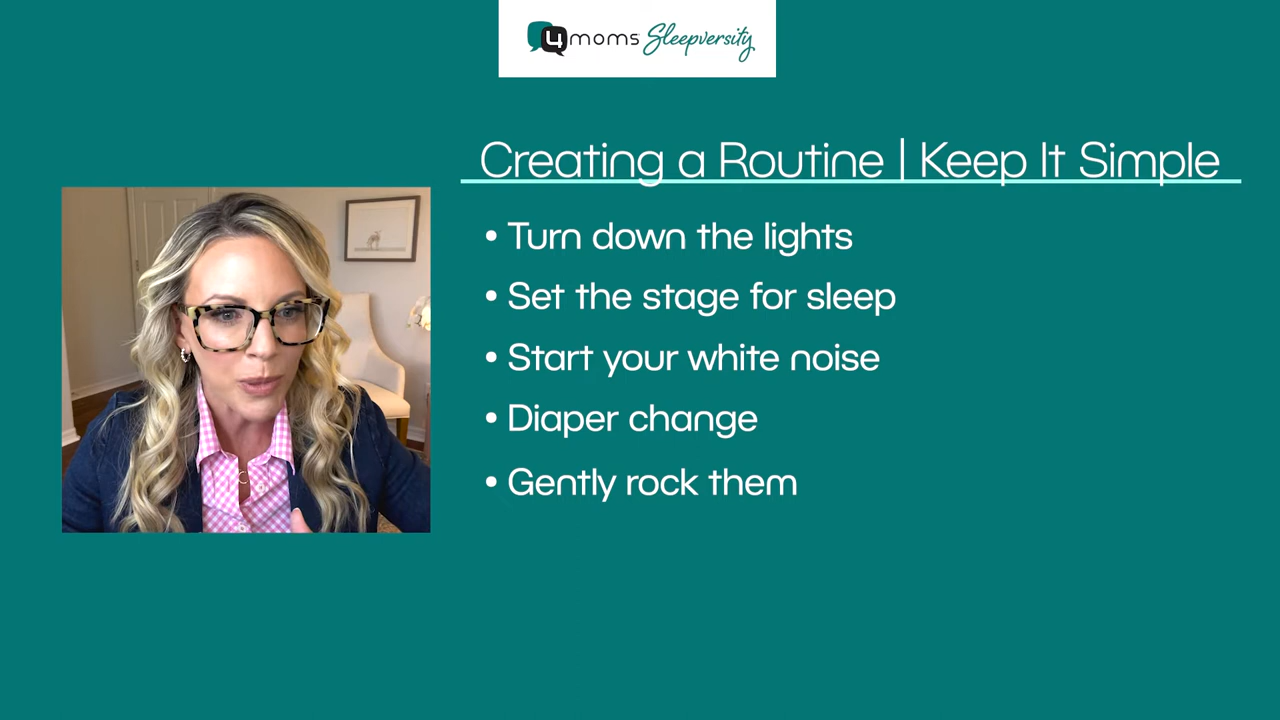 4moms Sleepversity
Creating a Routine | Keep It Simple
• Turn down the lights
• Set the stage for sleep
• Start your white noise
• Diaper change
• Gently rock them